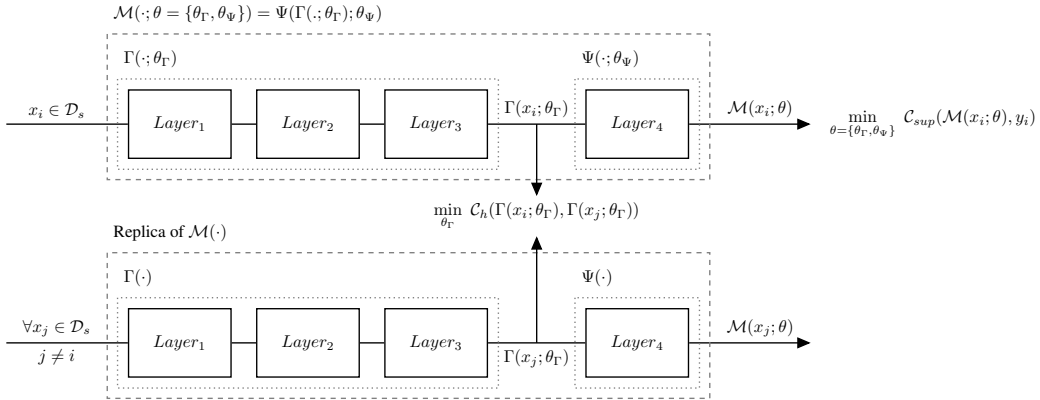 M(·; θ = {θ_Γ, θ_Ψ}) = Ψ(Γ(.; θ_Γ); θ_Ψ)
Γ(·; θ_Γ)
Ψ(·; θ_Ψ)
x_i ∈ D_s
Layer_1
Layer_2
Layer_3
Γ(x_i; θ_Γ)
Layer_4
M(x_i; θ)
min_{θ={θ_Γ,θ_Ψ}} C_sup(M(x_i; θ), y_i)
min_{θ_Γ} C_h(Γ(x_i; θ_Γ), Γ(x_j; θ_Γ))
Replica of M(·)
Γ(·)
Ψ(·)
∀x_j ∈ D_s
j ≠ i
Layer_1
Layer_2
Layer_3
Γ(x_j; θ_Γ)
Layer_4
M(x_j; θ)